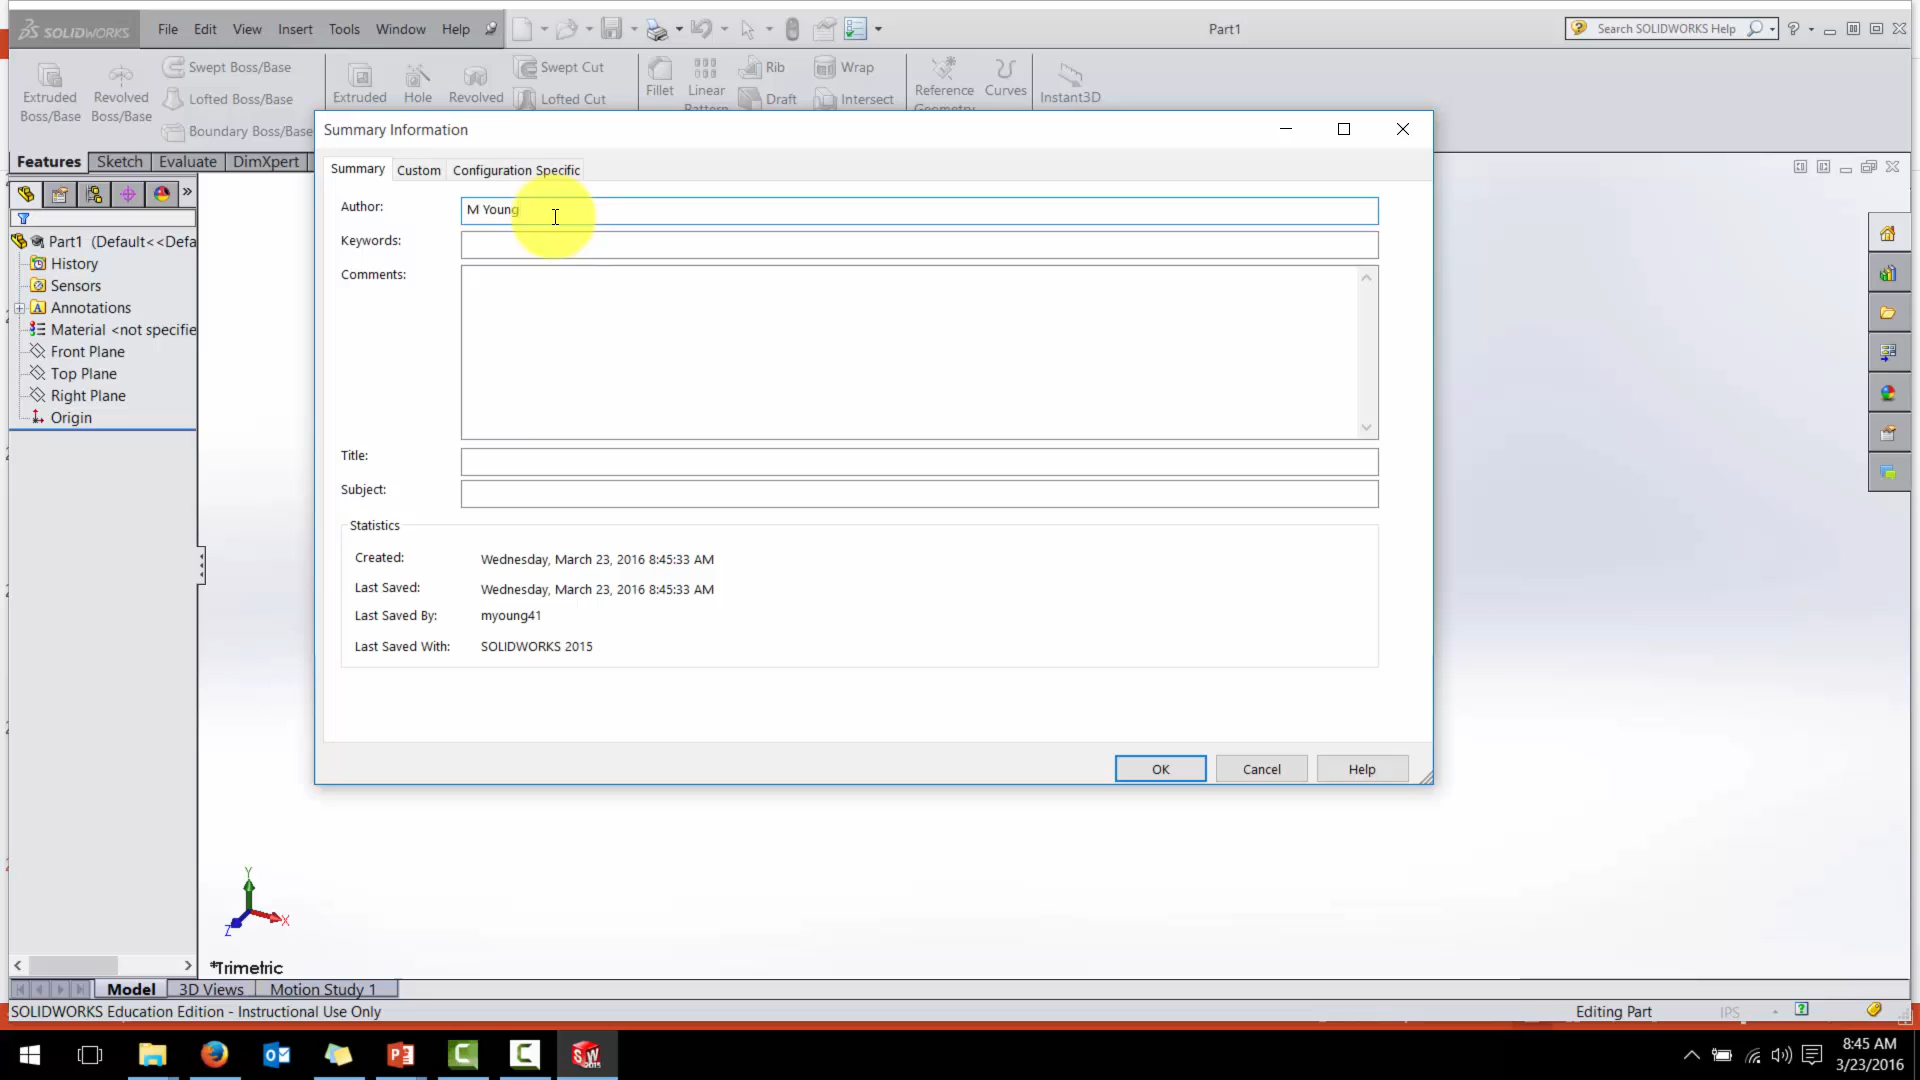 SOLIDWORKS File Edit View Insert Tools Window Help Part1 Search SOLIDWORKS Help
Extruded Boss/Base
Revolved Boss/Base
Swept Boss/Base
Lofted Boss/Base
Boundary Boss/Base
Extruded
Hole
Revolved
Swept Cut
Lofted Cut
Fillet
Linear Pattern
Rib
Draft
Wrap
Intersect
Reference Geometry
Curves
Instant3D
Features Sketch Evaluate DimXpert
Part1 (Default<<Defa
History
Sensors
Annotations
Material <not specifie
Front Plane
Top Plane
Right Plane
Origin
Summary Information
Summary Custom Configuration Specific
Author: M Young
Keywords:
Comments:
Title:
Subject:
Statistics
Created: Wednesday, March 23, 2016 8:45:33 AM
Last Saved: Wednesday, March 23, 2016 8:45:33 AM
Last Saved By: myoung41
Last Saved With: SOLIDWORKS 2015
OK Cancel Help
Y
X
Z
*Trimetric
Model 3D Views Motion Study 1
SOLIDWORKS Education Edition - Instructional Use Only Editing Part IPS
8:45 AM
3/23/2016